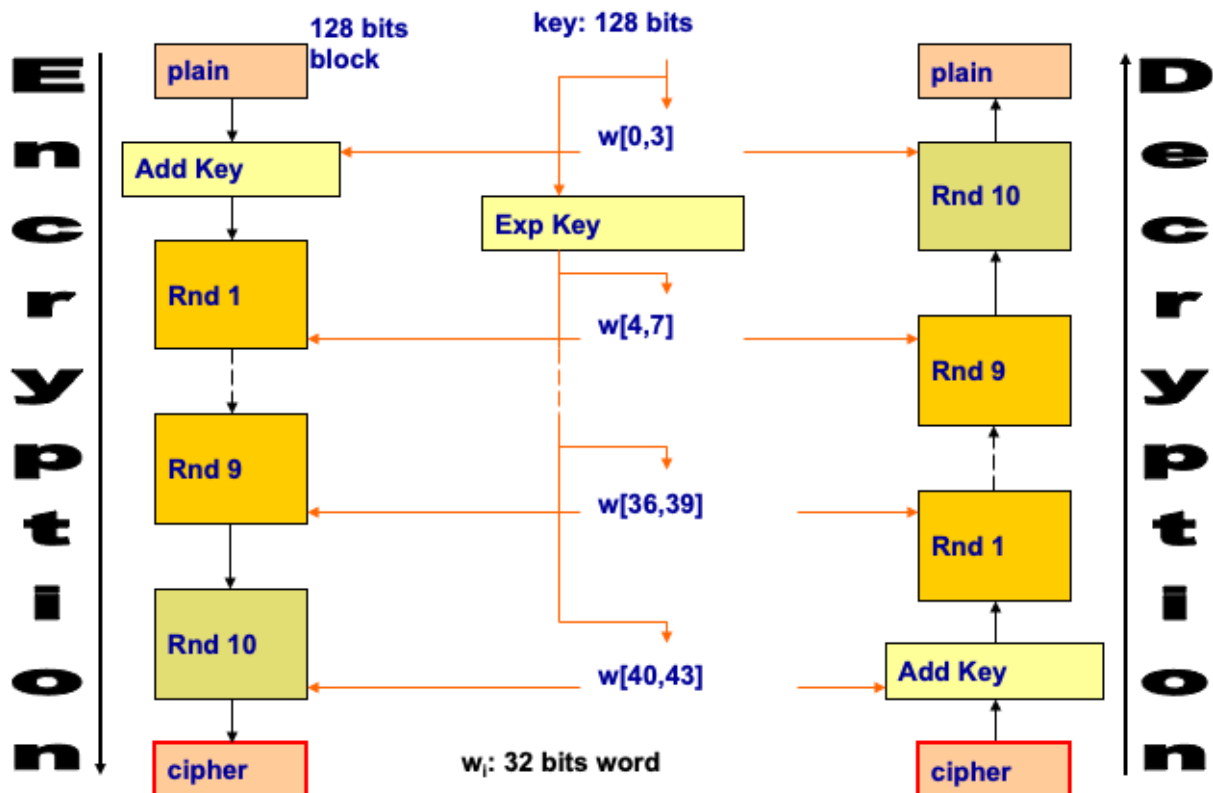 Encryption
128 bits
block
plain
Add Key
Rnd 1
Rnd 9
Rnd 10
cipher
key: 128 bits
w[0,3]
Exp Key
w[4,7]
w[36,39]
w[40,43]
wᵢ: 32 bits word
plain
Rnd 10
Rnd 9
Rnd 1
Add Key
cipher
Decryption